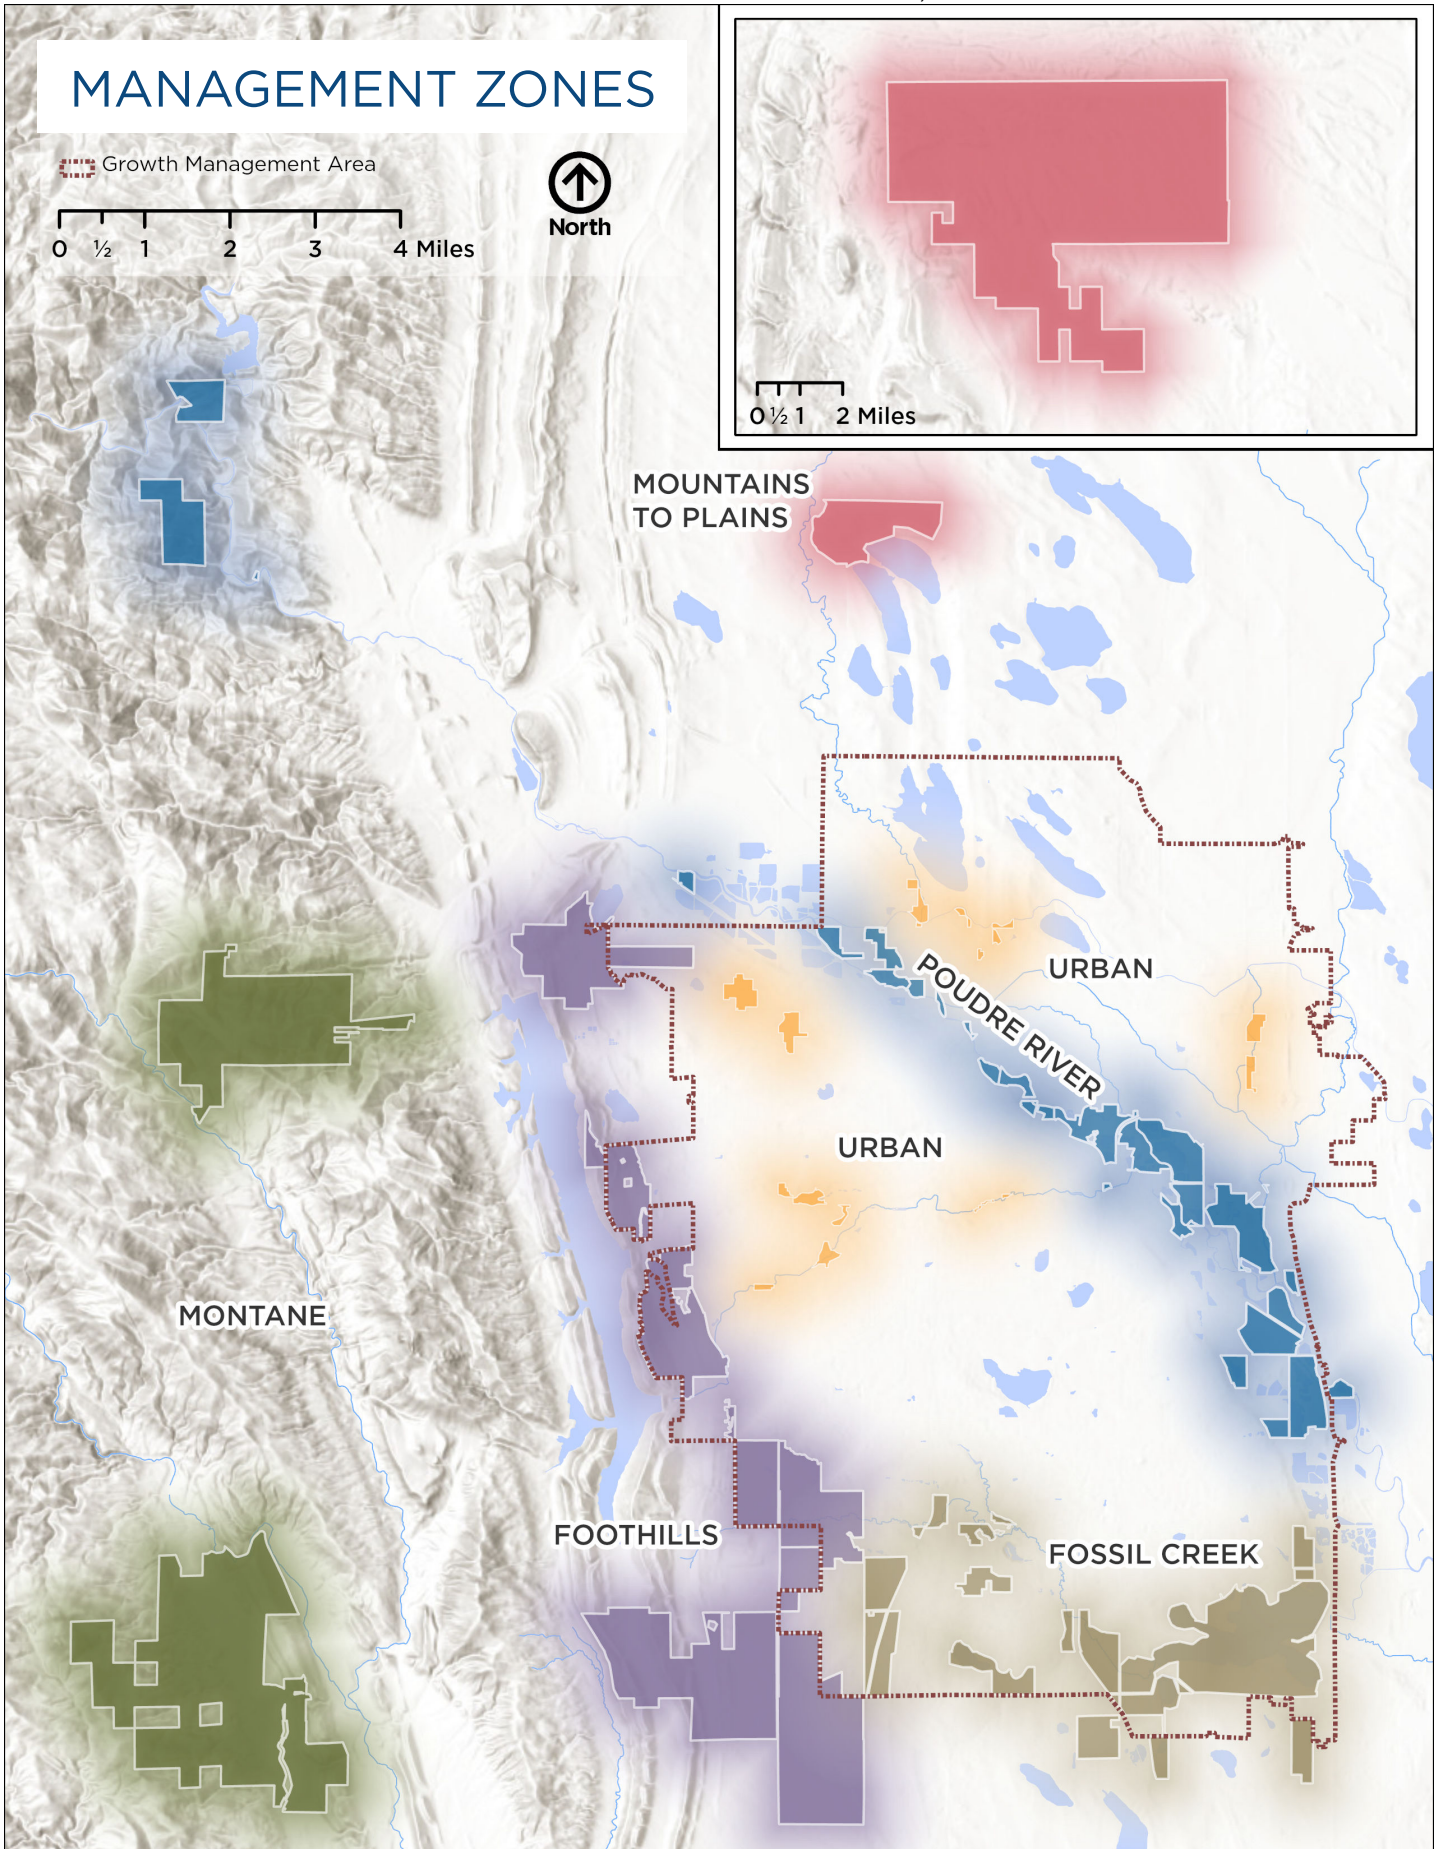 MANAGEMENT ZONES
Growth Management Area
0 ½ 1 2 3 4 Miles
North
0 ½ 1 2 Miles
MOUNTAINS
TO PLAINS
URBAN
POUDRE RIVER
URBAN
MONTANE
FOOTHILLS
FOSSIL CREEK